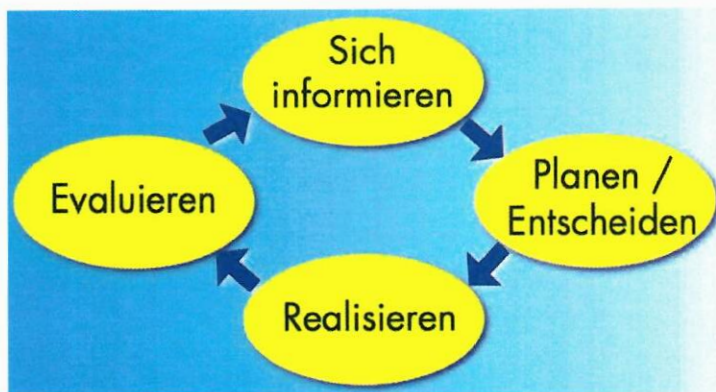 Sich
informieren
Planen /
Entscheiden
Realisieren
Evaluieren